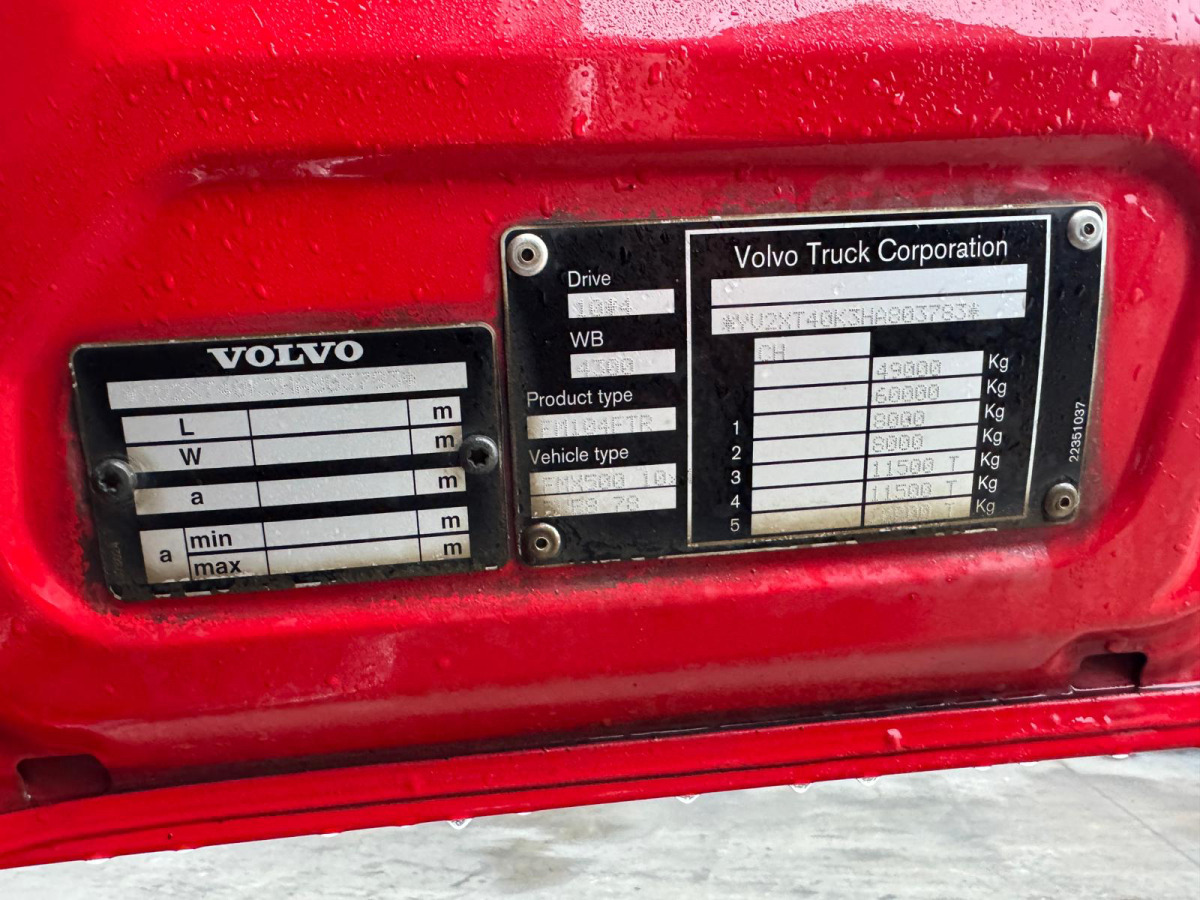 VOLVO
L m
W m
a m
a min m
max m
Drive
10*4
WB
4300
Product type
FM104FTR
Vehicle type
FMX500 10x
Volvo Truck Corporation
*YV2XT40K3HA803783*
CH
49000 Kg
60000 Kg
1 8000 Kg
2 8000 Kg
3 11500 T Kg
4 11500 T Kg
5 Kg
22351037